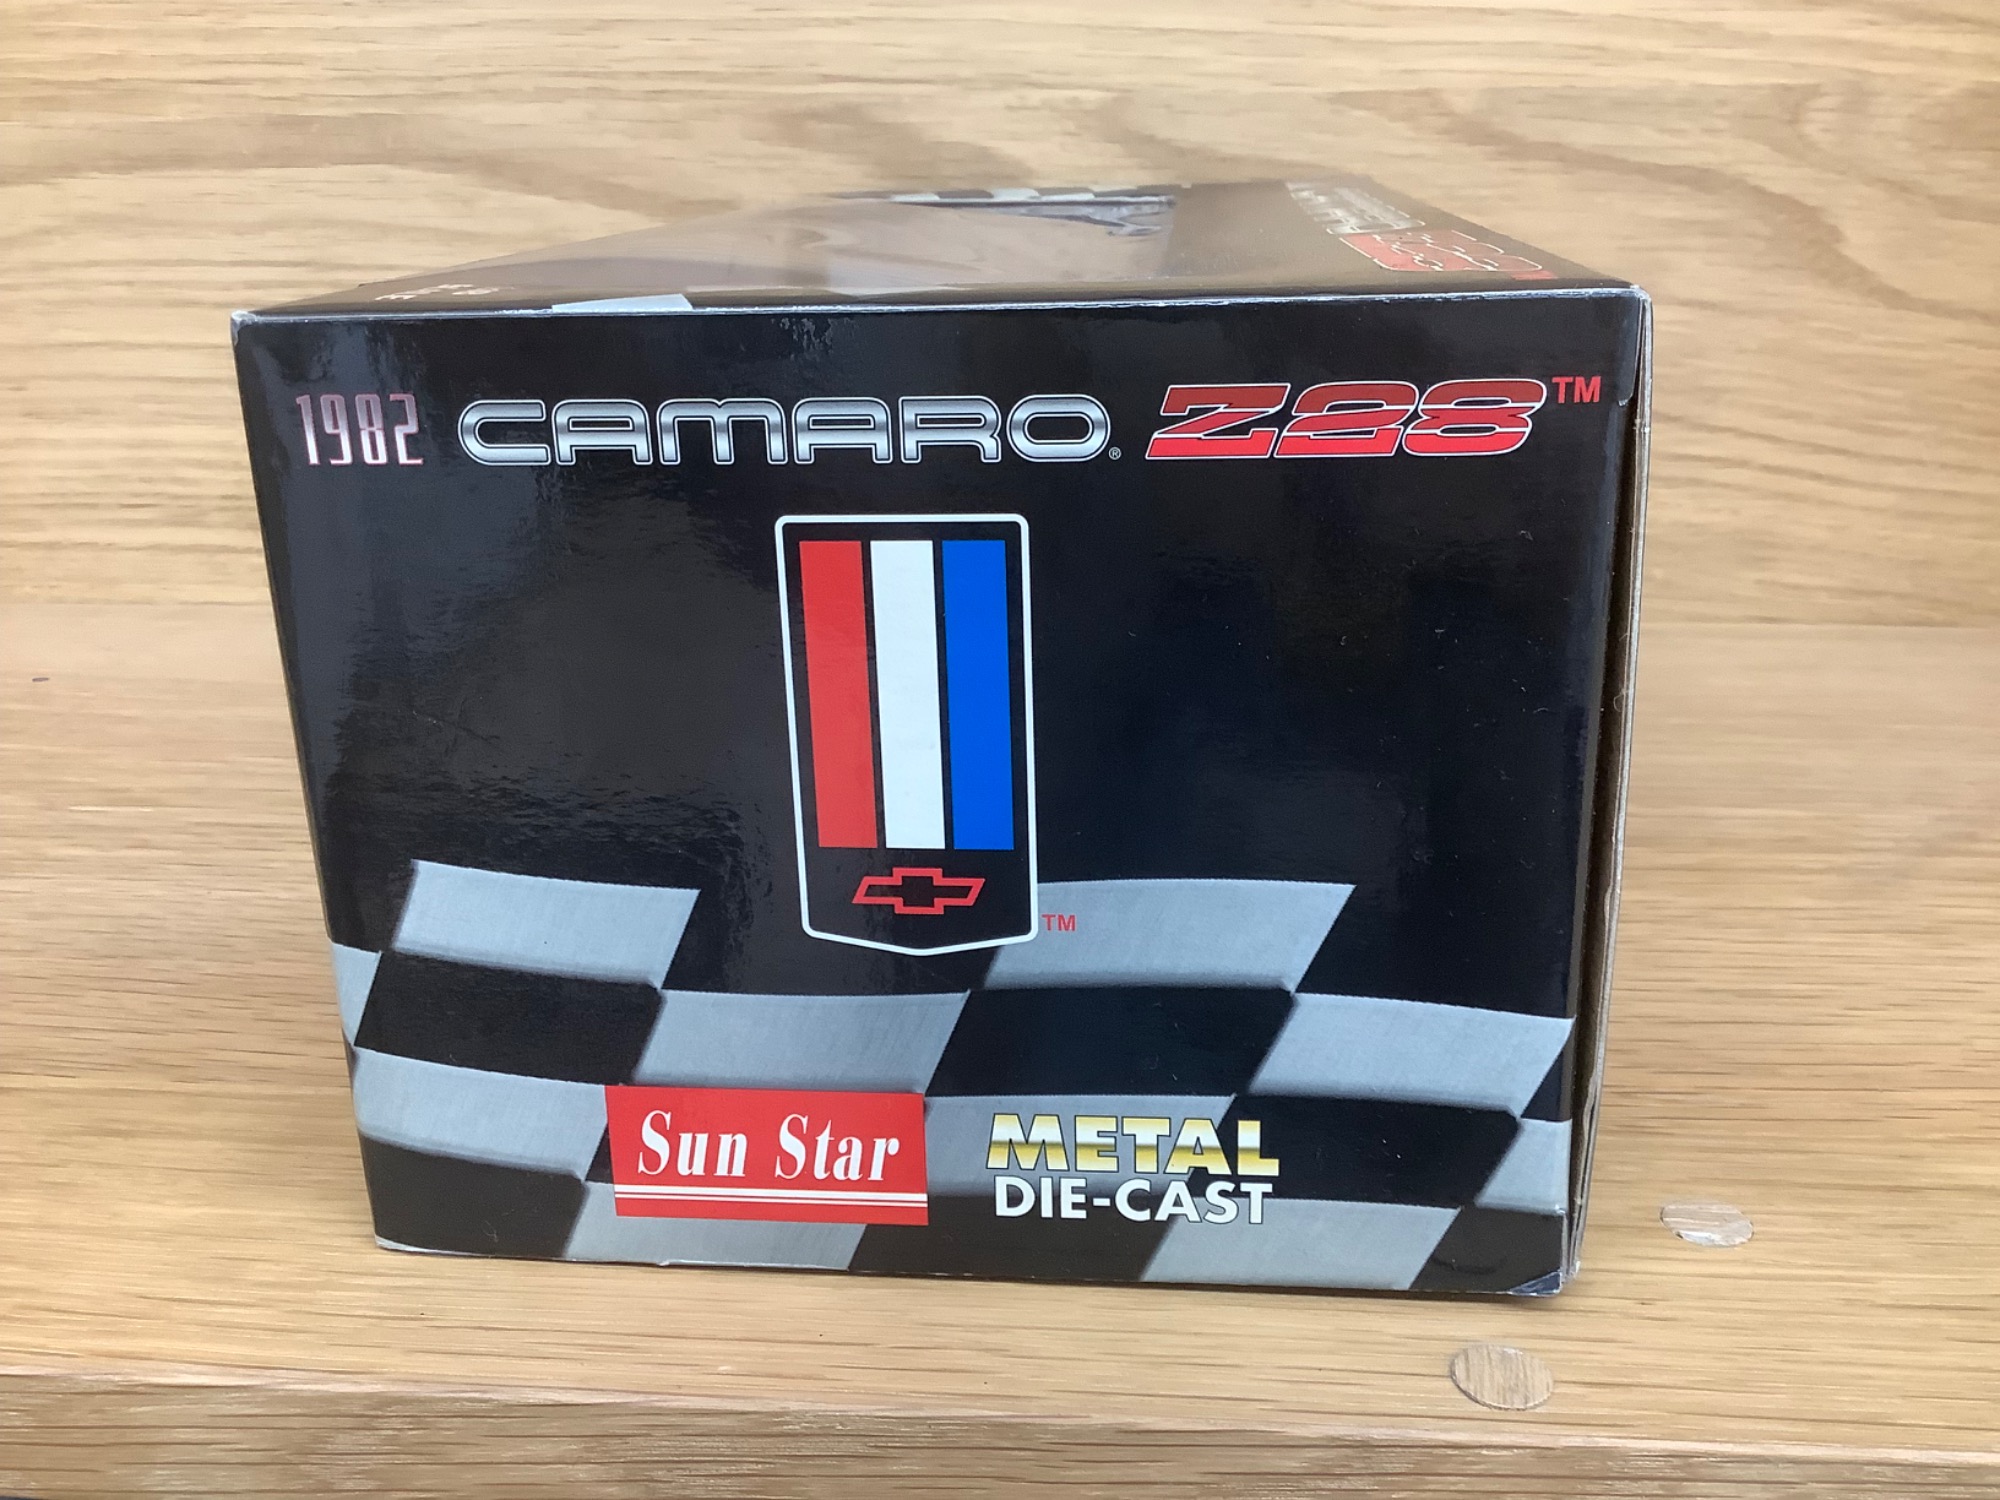 1982 CAMARO® Z28™
™
Sun Star
METAL
DIE-CAST